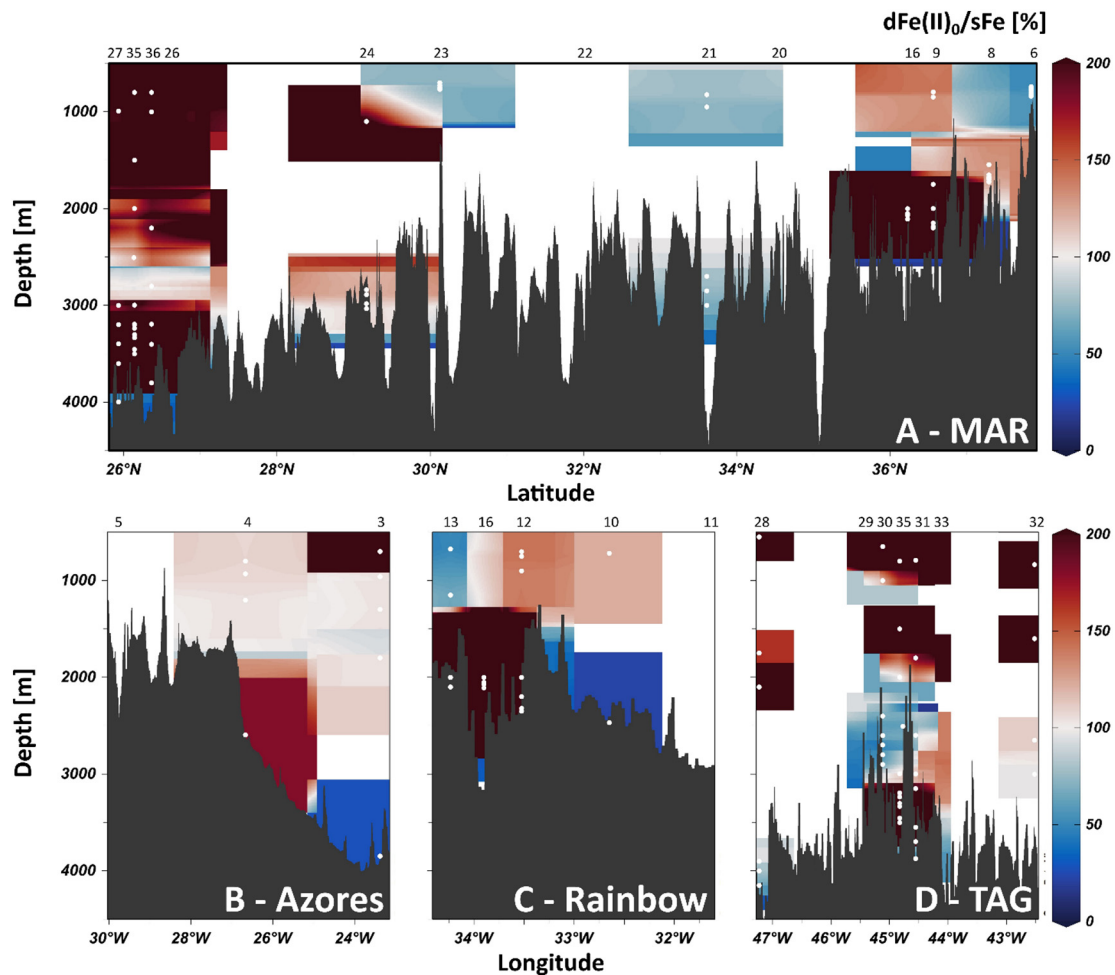 dFe(II)₀/sFe [%]
27 35 36 26 24 23 22 21 20 16 9 8 6
200
1000
150
2000
100
3000
50
4000
A - MAR
0
26°N 28°N 30°N 32°N 34°N 36°N
Latitude
Depth [m]
5 4 3 13 16 12 10 11 28 29 30 35 31 33 32
200
1000
150
2000
100
3000
50
4000
B - Azores C - Rainbow D - TAG
0
30°W 28°W 26°W 24°W 34°W 33°W 32°W 47°W 46°W 45°W 44°W 43°W
Longitude
Depth [m]